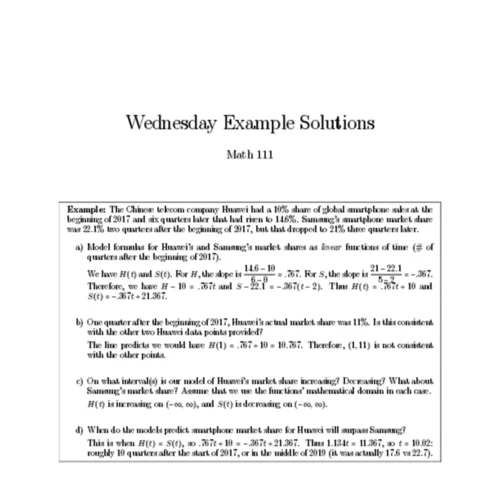 Wednesday Example Solutions
Math 111
Example: The Chinese telecom company Huawei had a 10% share of global smartphone sales at the
beginning of 2017 and six quarters later that had risen to 14.6%. Samsung's smartphone market share
was 22.1% two quarters after the beginning of 2017, but that dropped to 21% three quarters later.
a) Model formulas for Huawei's and Samsung's market shares as linear functions of time (# of
quarters after the beginning of 2017).
We have H(t) and S(t). For H, the slope is (14.6 − 10)/(6 − 0) = .767. For S, the slope is (21 − 22.1)/(5 − 2) = −.367.
Therefore, we have H − 10 = .767t and S − 22.1 = −.367(t − 2). Thus H(t) = .767t + 10 and
S(t) = −.367t + 21.367.
b) One quarter after the beginning of 2017, Huawei's actual market share was 11%. Is this consistent
with the other two Huawei data points provided?
The line predicts we would have H(1) = .767 + 10 = 10.767. Therefore, (1, 11) is not consistent
with the other points.
c) On what interval(s) is our model of Huawei's market share increasing? Decreasing? What about
Samsung's market share? Assume that we use the functions' mathematical domain in each case.
H(t) is increasing on (−∞, ∞), and S(t) is decreasing on (−∞, ∞).
d) When do the models predict smartphone market share for Huawei will surpass Samsung?
This is when H(t) = S(t), so .767t + 10 = −.367t + 21.367. Thus 1.134t = 11.367, so t = 10.02:
roughly 10 quarters after the start of 2017, or in the middle of 2019 (it was actually 17.6 vs 22.7).